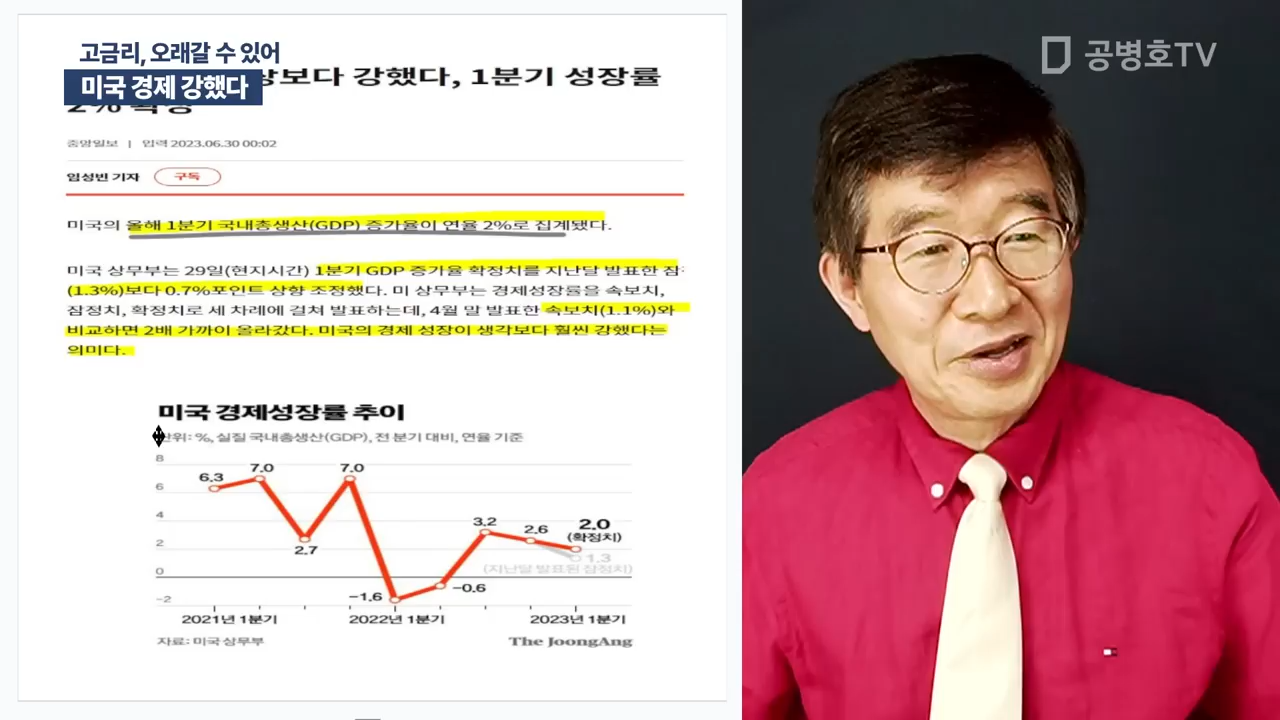 고금리, 오래갈 수 있어
미국 경제 강했다
상보다 강했다, 1분기 성장률
2% 확정
중앙일보 | 입력 2023.06.30 00:02
임성빈 기자 구독
미국의 올해 1분기 국내총생산(GDP) 증가율이 연율 2%로 집계됐다.
미국 상무부는 29일(현지시간) 1분기 GDP 증가율 확정치를 지난달 발표한 잠
(1.3%)보다 0.7%포인트 상향 조정했다. 미 상무부는 경제성장률을 속보치,
잠정치, 확정치로 세 차례에 걸쳐 발표하는데, 4월 말 발표한 속보치(1.1%)와
비교하면 2배 가까이 올라갔다. 미국의 경제 성장이 생각보다 훨씬 강했다는
의미다.
미국 경제성장률 추이
단위: %, 실질 국내총생산(GDP), 전 분기 대비, 연율 기준
8
6
4
2
0
-2
6.3
7.0
2.7
7.0
-1.6
-0.6
3.2
2.6
2.0
(확정치)
1.3
(지난달 발표된 잠정치)
2021년 1분기
2022년 1분기
2023년 1분기
자료: 미국 상무부
The JoongAng
공병호TV